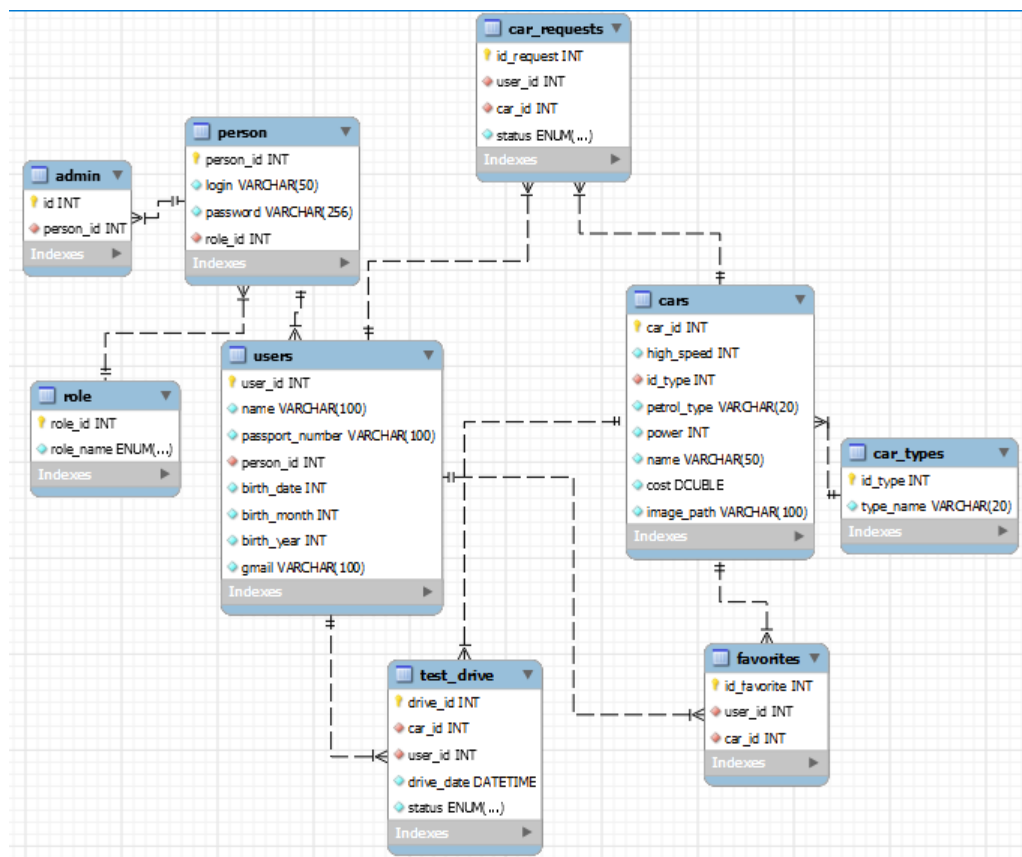 car_requests
id_request INT
user_id INT
car_id INT
status ENUM(...)
Indexes
person
person_id INT
login VARCHAR(50)
password VARCHAR(256)
role_id INT
Indexes
admin
id INT
person_id INT
Indexes
cars
car_id INT
high_speed INT
id_type INT
petrol_type VARCHAR(20)
power INT
name VARCHAR(50)
cost DOUBLE
image_path VARCHAR(100)
Indexes
users
user_id INT
name VARCHAR(100)
passport_number VARCHAR(100)
person_id INT
birth_date INT
birth_month INT
birth_year INT
gmail VARCHAR(100)
Indexes
role
role_id INT
role_name ENUM(...)
Indexes
car_types
id_type INT
type_name VARCHAR(20)
Indexes
test_drive
drive_id INT
car_id INT
user_id INT
drive_date DATETIME
status ENUM(...)
Indexes
favorites
id_favorite INT
user_id INT
car_id INT
Indexes